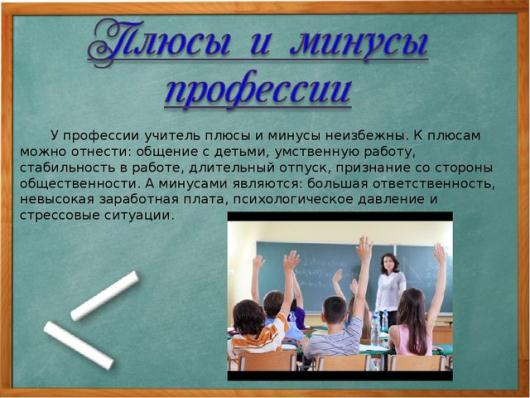 Плюсы и минусы
профессии
У профессии учитель плюсы и минусы неизбежны. К плюсам
можно отнести: общение с детьми, умственную работу,
стабильность в работе, длительный отпуск, признание со стороны
общественности. А минусами являются: большая ответственность,
невысокая заработная плата, психологическое давление и
стрессовые ситуации.